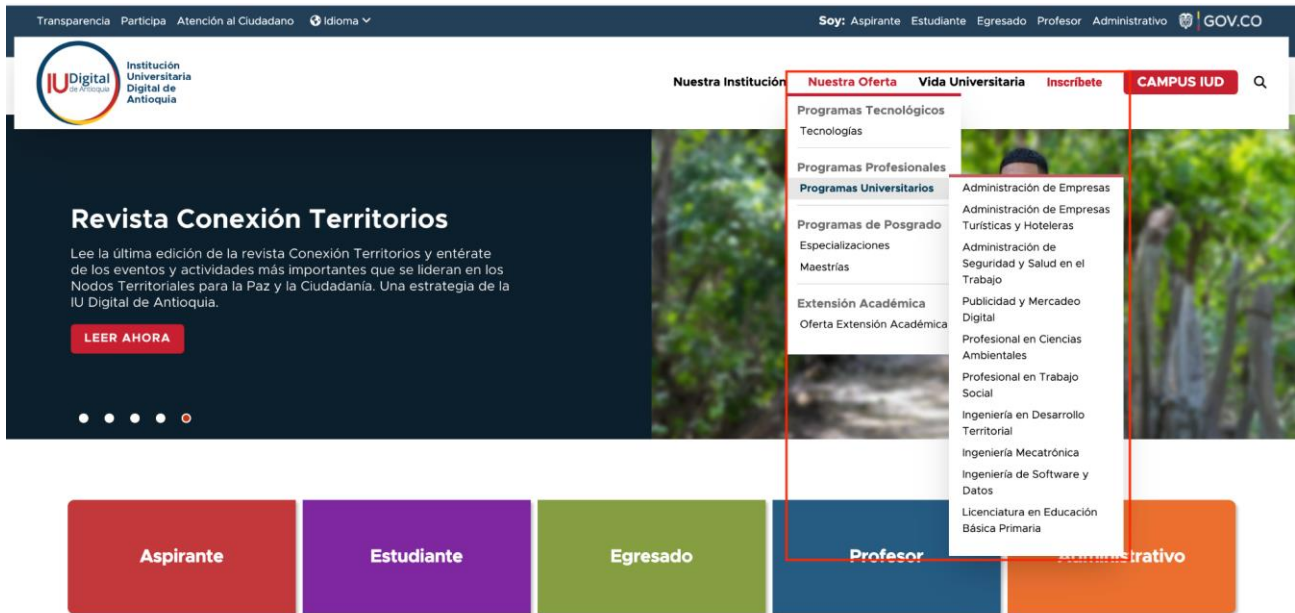 Transparencia Participa Atención al Ciudadano Idioma
Soy: Aspirante Estudiante Egresado Profesor Administrativo GOV.CO
IUDigital
de Antioquia
Institución
Universitaria
Digital de
Antioquia
Nuestra Institución Nuestra Oferta Vida Universitaria Inscríbete CAMPUS IUD
Programas Tecnológicos
Tecnologías
Programas Profesionales
Programas Universitarios
Programas de Posgrado
Especializaciones
Maestrías
Extensión Académica
Oferta Extensión Académica
Administración de Empresas
Administración de Empresas
Turísticas y Hoteleras
Administración de
Seguridad y Salud en el
Trabajo
Publicidad y Mercadeo
Digital
Profesional en Ciencias
Ambientales
Profesional en Trabajo
Social
Ingeniería en Desarrollo
Territorial
Ingeniería Mecatrónica
Ingeniería de Software y
Datos
Licenciatura en Educación
Básica Primaria
Revista Conexión Territorios
Lee la última edición de la revista Conexión Territorios y entérate
de los eventos y actividades más importantes que se lideran en los
Nodos Territoriales para la Paz y la Ciudadanía. Una estrategia de la
IU Digital de Antioquia.
LEER AHORA
Aspirante
Estudiante
Egresado
Profesor
Administrativo